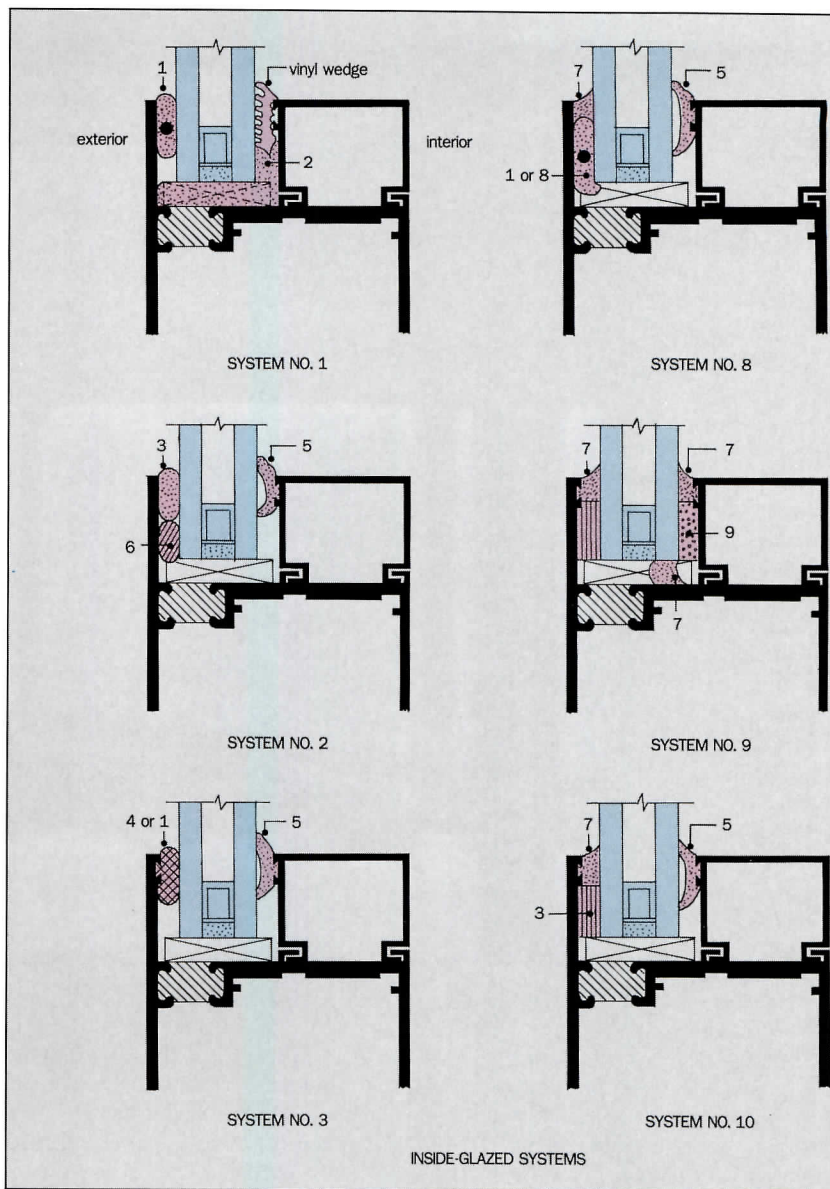 1
vinyl wedge
exterior
2
SYSTEM NO. 1
7
5
interior
1 or 8
SYSTEM NO. 8
3
5
6
SYSTEM NO. 2
7
7
9
7
SYSTEM NO. 9
4 or 1
5
SYSTEM NO. 3
7
5
3
SYSTEM NO. 10
INSIDE-GLAZED SYSTEMS